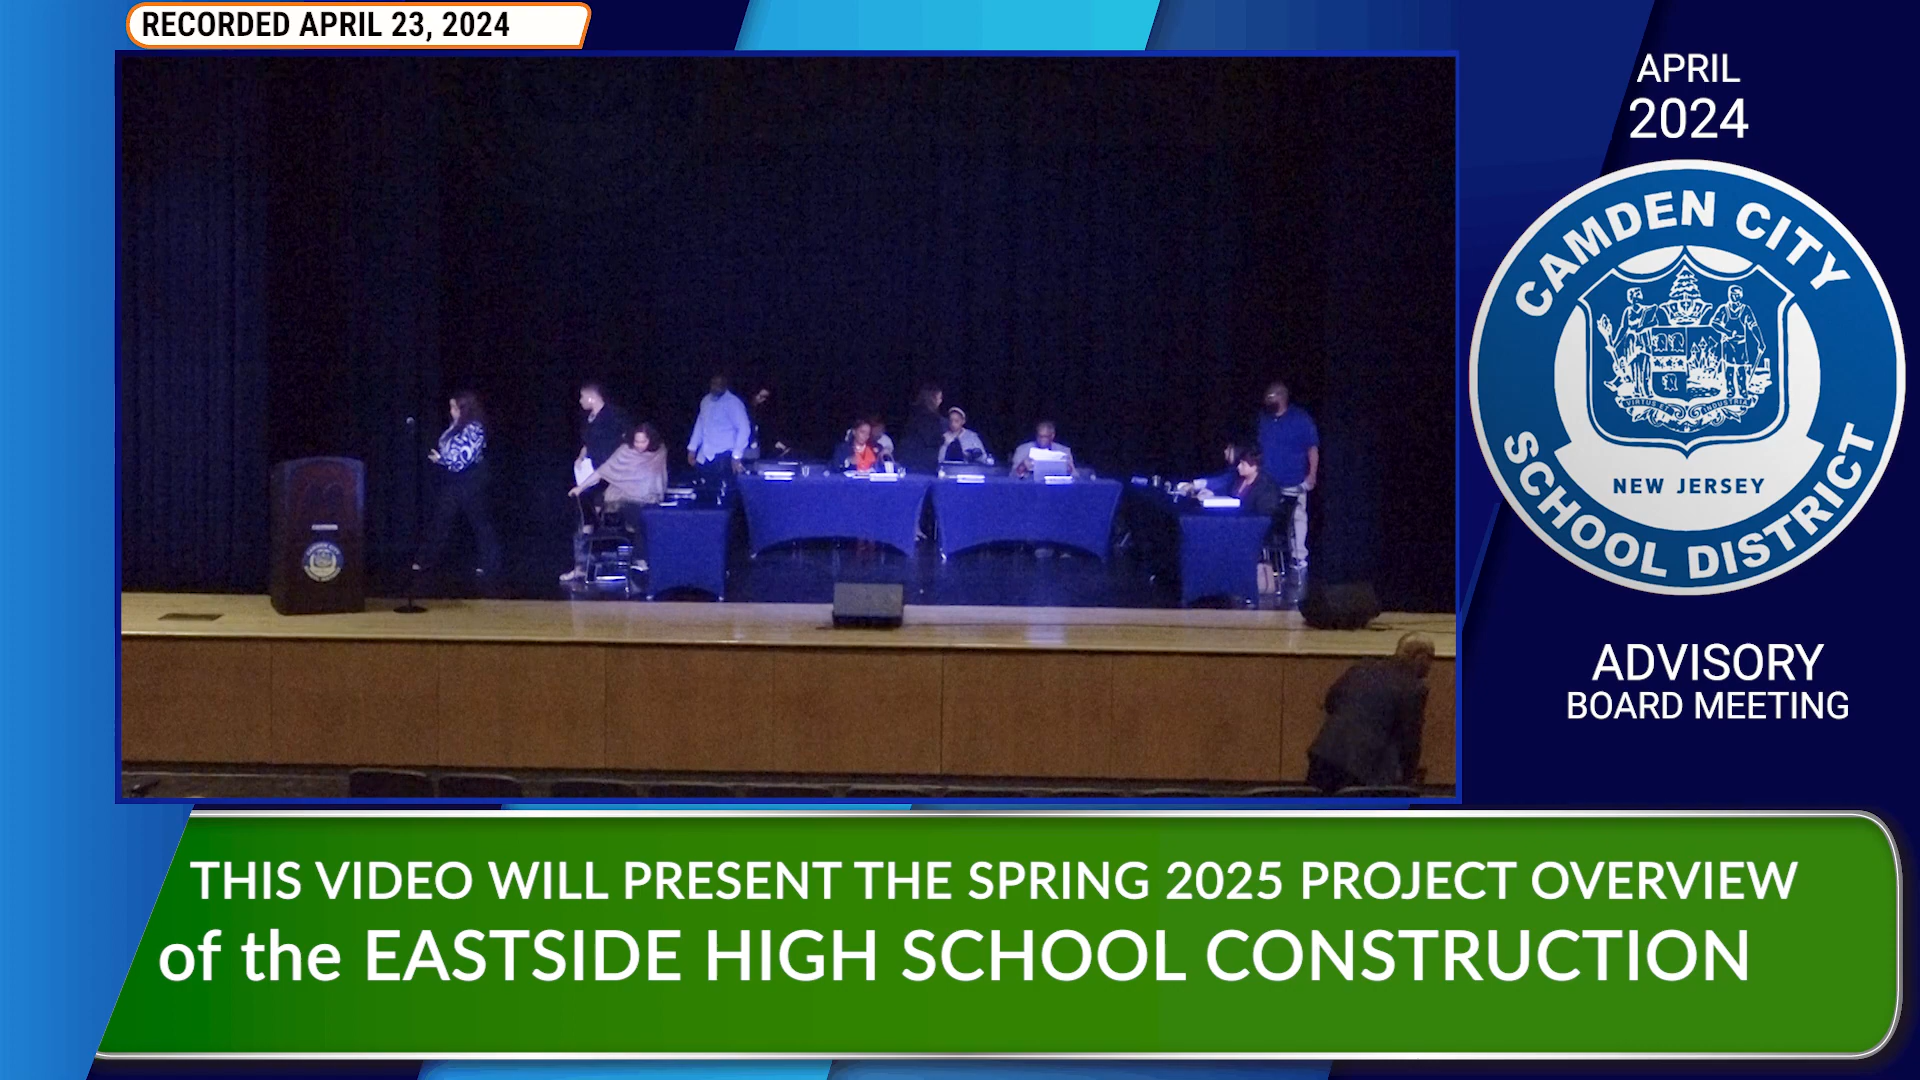 RECORDED APRIL 23, 2024
APRIL
2024
CAMDEN CITY
SCHOOL DISTRICT
NEW JERSEY
ADVISORY
BOARD MEETING
THIS VIDEO WILL PRESENT THE SPRING 2025 PROJECT OVERVIEW
of the EASTSIDE HIGH SCHOOL CONSTRUCTION